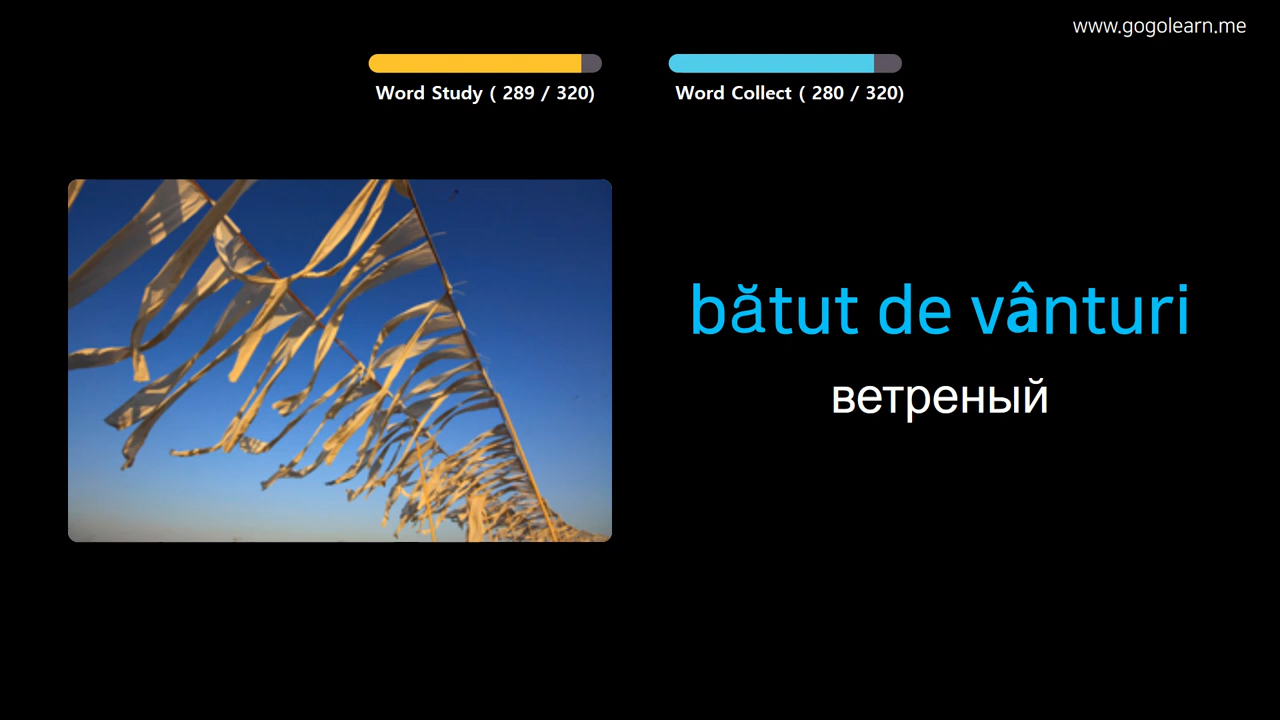 www.gogolearn.me
Word Study ( 289 / 320)
Word Collect ( 280 / 320)
bătut de vânturi
ветреный